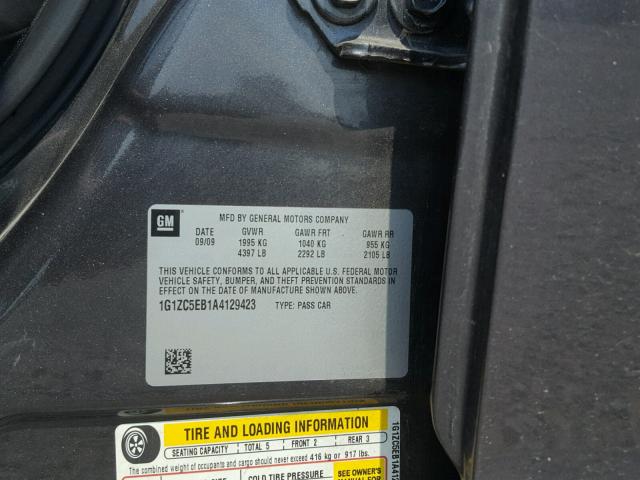 GM
MFD BY GENERAL MOTORS COMPANY
DATE GVWR GAWR FRT GAWR RR
09/09 1995 KG 1040 KG 955 KG
4397 LB 2292 LB 2105 LB
THIS VEHICLE CONFORMS TO ALL APPLICABLE U.S. FEDERAL MOTOR
VEHICLE SAFETY, BUMPER, AND THEFT PREVENTION STANDARDS IN
EFFECT ON THE DATE OF MANUFACTURE SHOWN ABOVE.
1G1ZC5EB1A4129423 TYPE: PASS CAR
TIRE AND LOADING INFORMATION
SEATING CAPACITY TOTAL 5 FRONT 2 REAR 3
The combined weight of occupants and cargo should never exceed 416 kg or 917 lbs.
COLD TIRE PRESSURE
SEE OWNER'S
1G1ZC5EB1A412